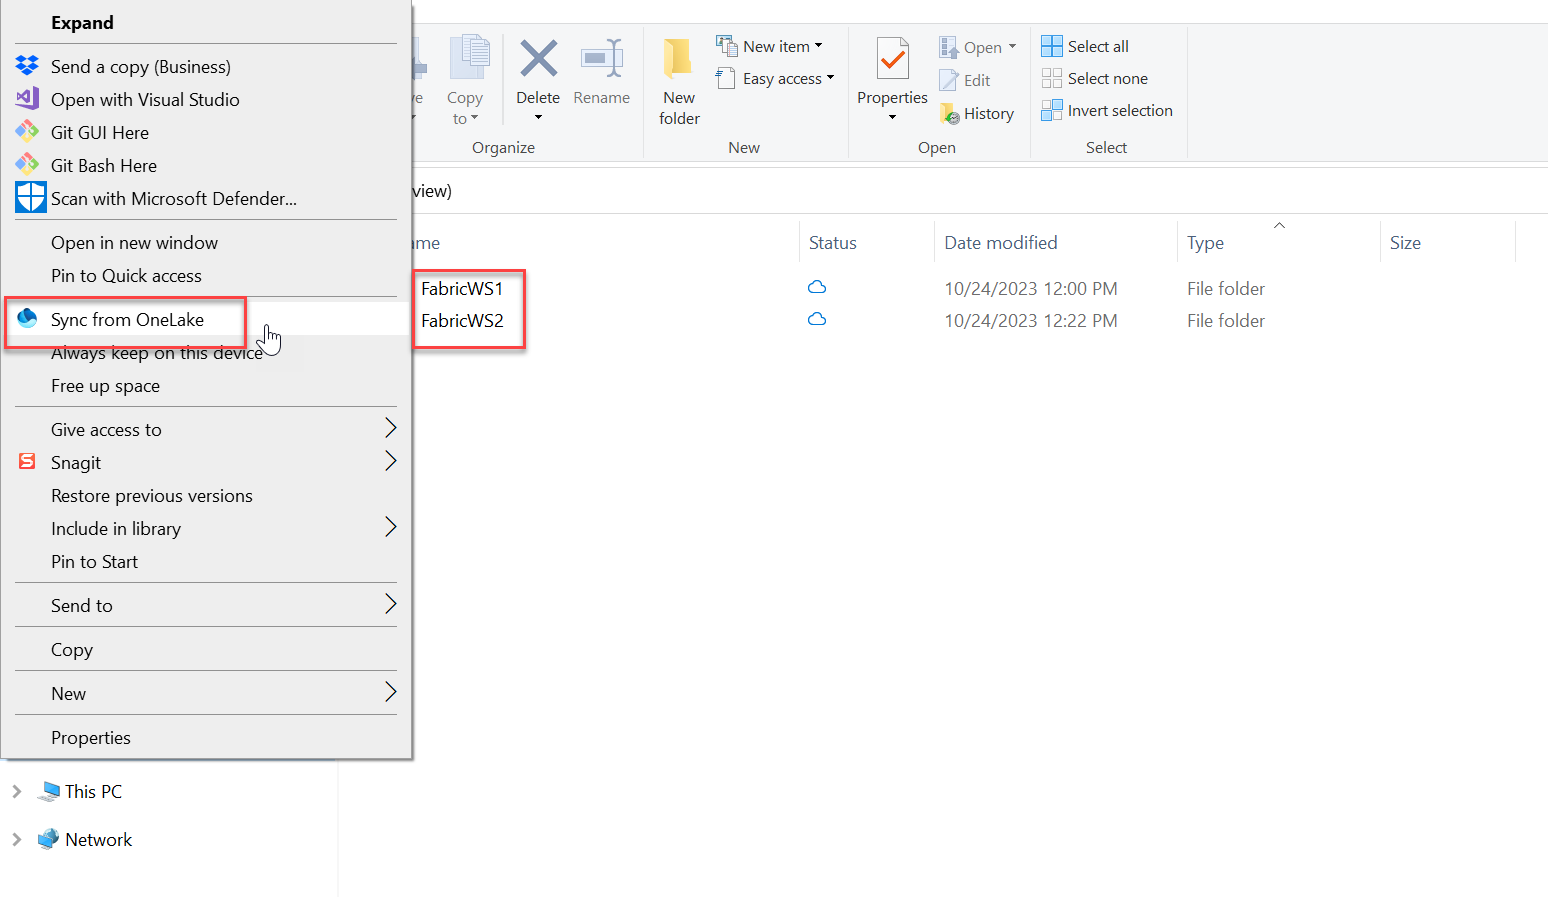 Expand
Send a copy (Business)
Open with Visual Studio
Git GUI Here
Git Bash Here
Scan with Microsoft Defender...
Open in new window
Pin to Quick access
Sync from OneLake
Always keep on this device
Free up space
Give access to
Snagit
Restore previous versions
Include in library
Pin to Start
Send to
Copy
New
Properties
This PC
Network
Copy
to
Delete
Rename
Organize
New
folder
New item
Easy access
New
Properties
Open
Edit
History
Open
Select all
Select none
Invert selection
Select
view)
Status Date modified Type Size
FabricWS1 10/24/2023 12:00 PM File folder
FabricWS2 10/24/2023 12:22 PM File folder